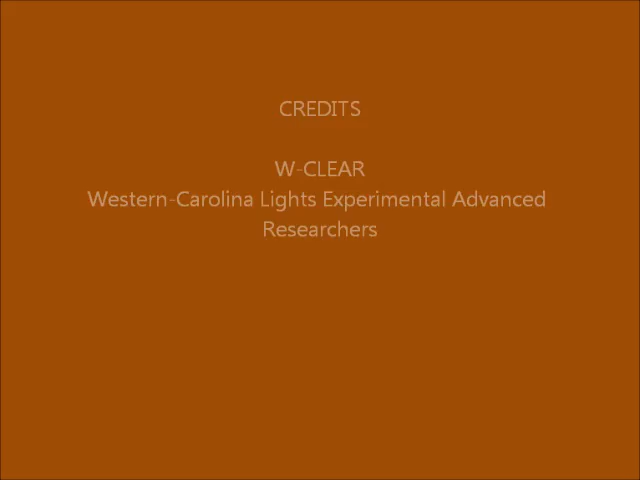 CREDITS
W-CLEAR
Western-Carolina Lights Experimental Advanced
Researchers